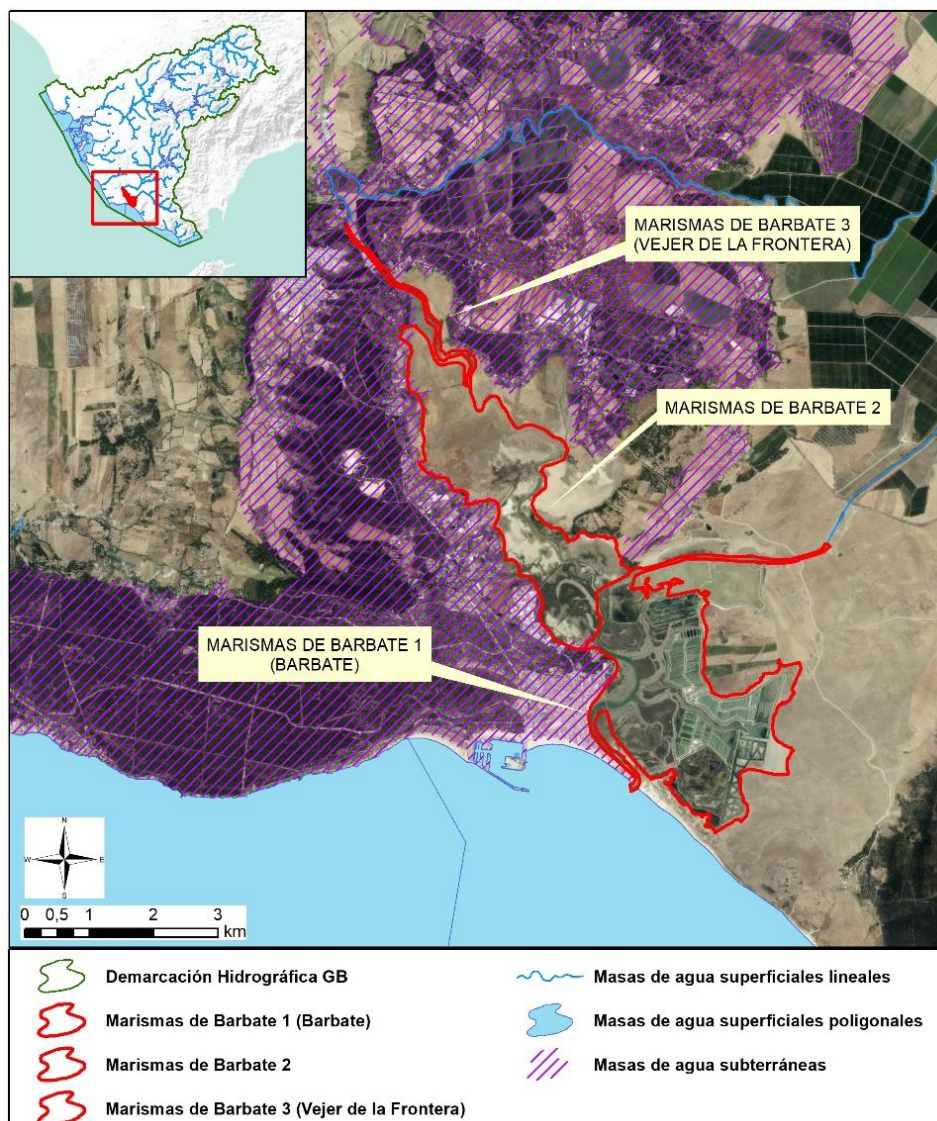 MARISMAS DE BARBATE 3
(VEJER DE LA FRONTERA)
MARISMAS DE BARBATE 2
MARISMAS DE BARBATE 1
(BARBATE)
N
W E
S
0 0,5 1 2 3
km
Demarcación Hidrográfica GB
Marismas de Barbate 1 (Barbate)
Marismas de Barbate 2
Marismas de Barbate 3 (Vejer de la Frontera)
Masas de agua superficiales lineales
Masas de agua superficiales poligonales
Masas de agua subterráneas